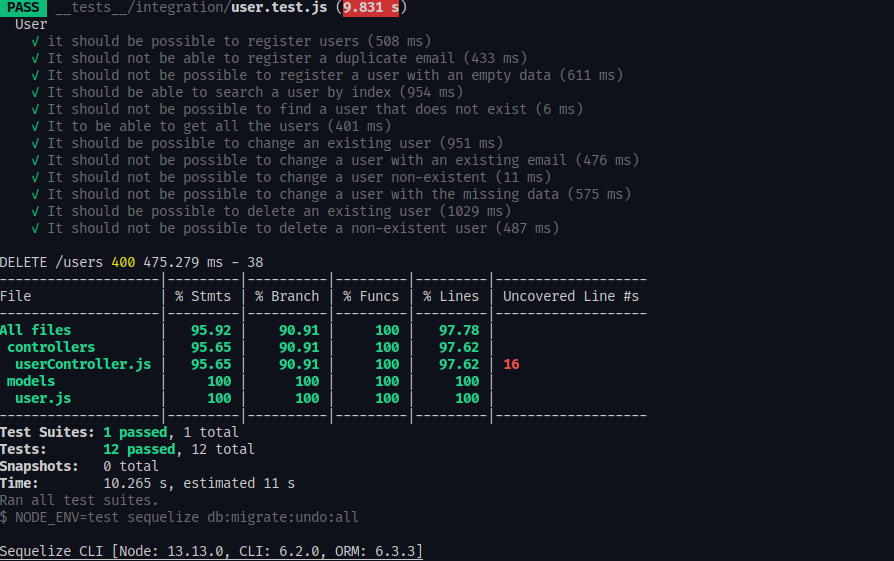 PASS __tests__/integration/user.test.js (9.831 s)
User
√ it should be possible to register users (508 ms)
√ It should not be able to register a duplicate email (433 ms)
√ It should not be possible to register a user with an empty data (611 ms)
√ It should be able to search a user by index (954 ms)
√ It should not be possible to find a user that does not exist (6 ms)
√ It to be able to get all the users (401 ms)
√ It should be possible to change an existing user (951 ms)
√ It should not be possible to change a user with an existing email (476 ms)
√ It should not be possible to change a user non-existent (11 ms)
√ It should not be possible to change a user with the missing data (575 ms)
√ It should be possible to delete an existing user (1029 ms)
√ It should not be possible to delete a non-existent user (487 ms)
DELETE /users 400 475.279 ms - 38
-------------------|---------|----------|---------|---------|-------------------
File               | % Stmts | % Branch | % Funcs | % Lines | Uncovered Line #s
-------------------|---------|----------|---------|---------|-------------------
All files          |   95.92 |    90.91 |     100 |   97.78 |
controllers       |   95.65 |    90.91 |     100 |   97.62 |
userController.js |   95.65 |    90.91 |     100 |   97.62 | 16
models            |     100 |      100 |     100 |     100 |
user.js           |     100 |      100 |     100 |     100 |
-------------------|---------|----------|---------|---------|-------------------
Test Suites: 1 passed, 1 total
Tests:       12 passed, 12 total
Snapshots:   0 total
Time:        10.265 s, estimated 11 s
Ran all test suites.
$ NODE_ENV=test sequelize db:migrate:undo:all
Sequelize CLI [Node: 13.13.0, CLI: 6.2.0, ORM: 6.3.3]